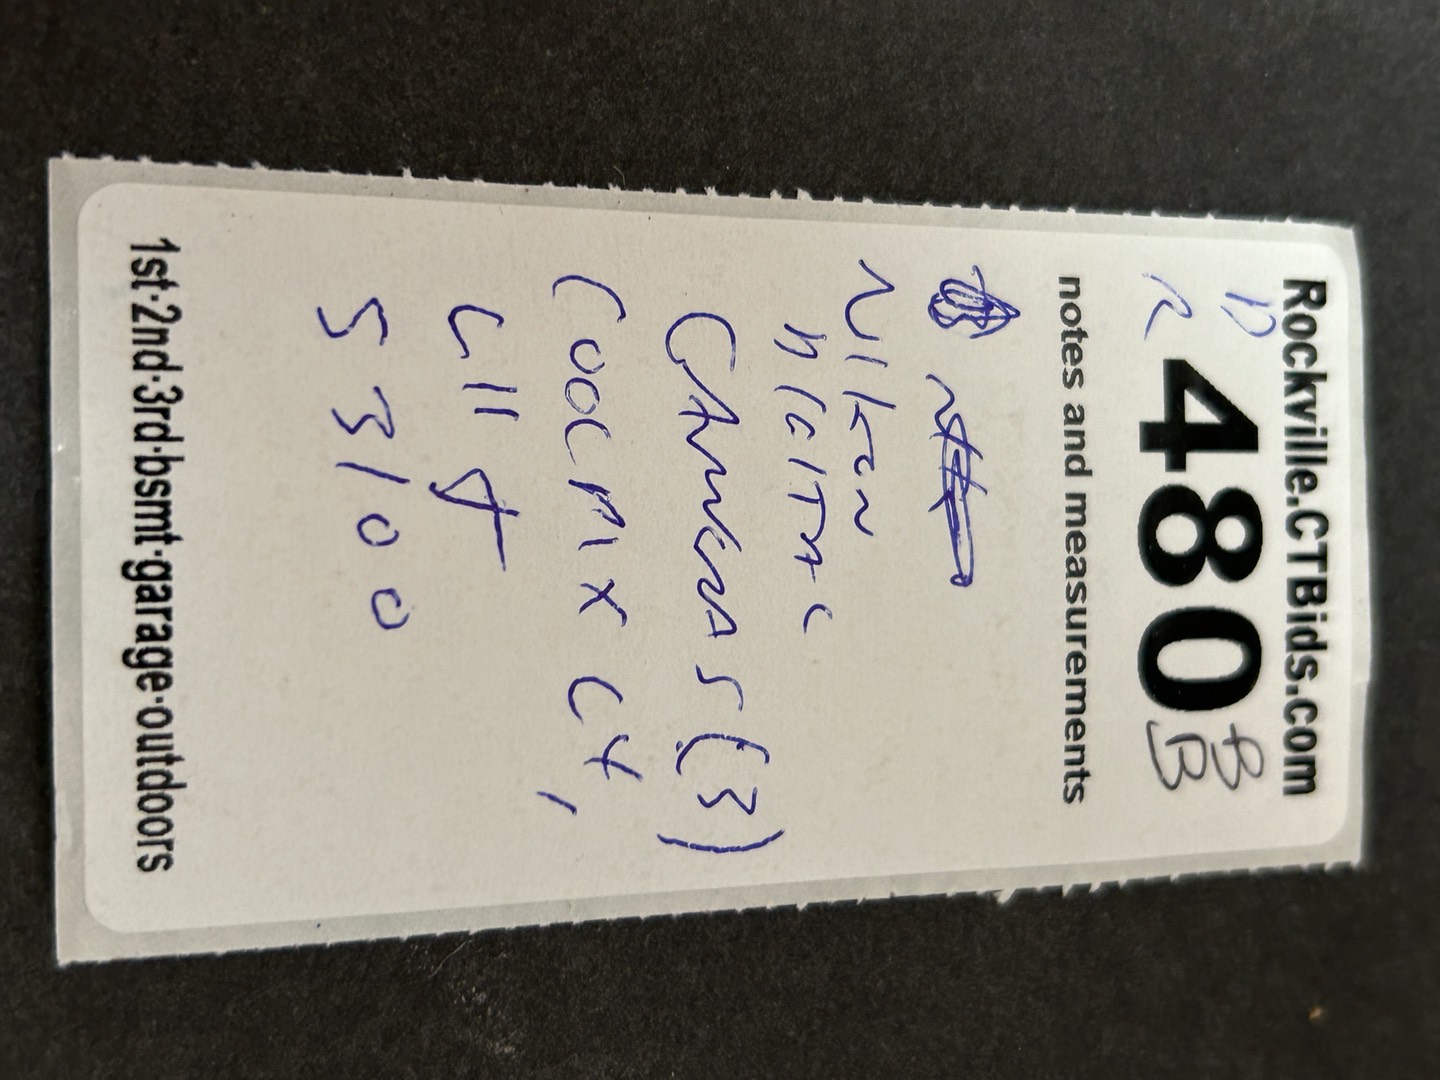 Rockville.CTBids.com
DR 480 BB
notes and measurements
NIKON
DIGITAL
CAMERAS (3)
COOLPIX L4,
L11 &
S3100
1st·2nd·3rd·bsmt·garage·outdoors